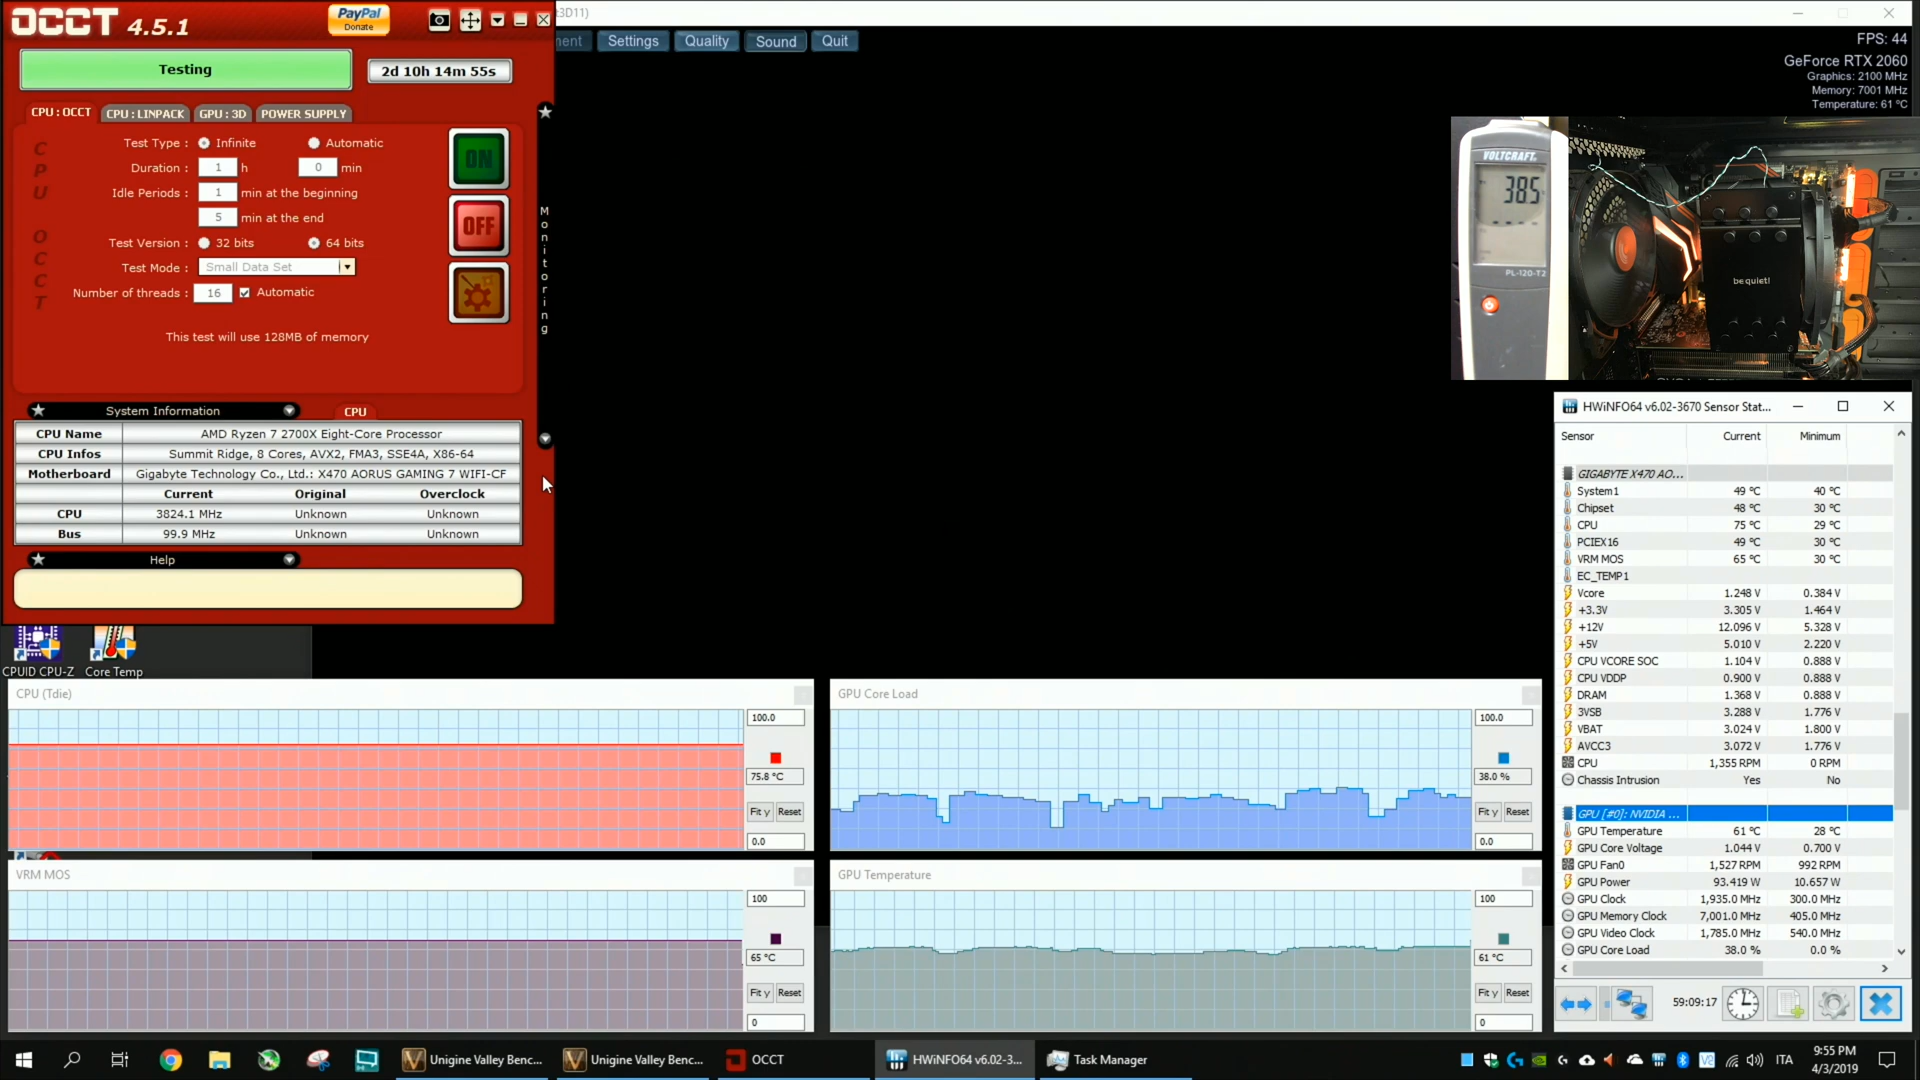 OCCT 4.5.1
PayPal
Donate
Testing
2d 10h 14m 55s
CPU : OCCT
CPU : LINPACK
GPU : 3D
POWER SUPPLY
CPU OCCT
Test Type :
Infinite
Automatic
Duration :
1
h
0
min
Idle Periods :
1
min at the beginning
5
min at the end
Test Version :
32 bits
64 bits
Test Mode :
Small Data Set
Number of threads :
16
Automatic
This test will use 128MB of memory
ON
OFF
Monitoring
System Information
CPU
CPU Name
AMD Ryzen 7 2700X Eight-Core Processor
CPU Infos
Summit Ridge, 8 Cores, AVX2, FMA3, SSE4A, X86-64
Motherboard
Gigabyte Technology Co., Ltd.: X470 AORUS GAMING 7 WIFI-CF
Current
Original
Overclock
CPU
3824.1 MHz
Unknown
Unknown
Bus
99.9 MHz
Unknown
Unknown
Help
CPUID CPU-Z
Core Temp
t3D11)
Settings
Quality
Sound
Quit
FPS: 44
GeForce RTX 2060
Graphics: 2100 MHz
Memory: 7001 MHz
Temperature: 61 °C
VOLTCRAFT
38.5
PL-120-T2
be quiet!
HWiNFO64 v6.02-3670 Sensor Stat...
Sensor
Current
Minimum
GIGABYTE X470 AO...
System1 49 °C 40 °C
Chipset 48 °C 30 °C
CPU 75 °C 29 °C
PCIEX16 49 °C 30 °C
VRM MOS 65 °C 30 °C
EC_TEMP1
Vcore 1.248 V 0.384 V
+3.3V 3.305 V 1.464 V
+12V 12.096 V 5.328 V
+5V 5.010 V 2.220 V
CPU VCORE SOC 1.104 V 0.888 V
CPU VDDP 0.900 V 0.888 V
DRAM 1.368 V 0.888 V
3VSB 3.288 V 1.776 V
VBAT 3.024 V 1.800 V
AVCC3 3.072 V 1.776 V
CPU 1,355 RPM 0 RPM
Chassis Intrusion Yes No
GPU [#0]: NVIDIA ...
GPU Temperature 61 °C 28 °C
GPU Core Voltage 1.044 V 0.700 V
GPU Fan0 1,527 RPM 992 RPM
GPU Power 93.419 W 10.657 W
GPU Clock 1,935.0 MHz 300.0 MHz
GPU Memory Clock 7,001.0 MHz 405.0 MHz
GPU Video Clock 1,785.0 MHz 540.0 MHz
GPU Core Load 38.0 % 0.0 %
59:09:17
CPU (Tdie)
100.0
75.8 °C
Fit y
Reset
0.0
GPU Core Load
100.0
38.0 %
Fit y
Reset
0.0
VRM MOS
100
65 °C
Fit y
Reset
0
GPU Temperature
100
61 °C
Fit y
Reset
0
Unigine Valley Benc...
Unigine Valley Benc...
OCCT
HWiNFO64 v6.02-3...
Task Manager
ITA
9:55 PM
4/3/2019